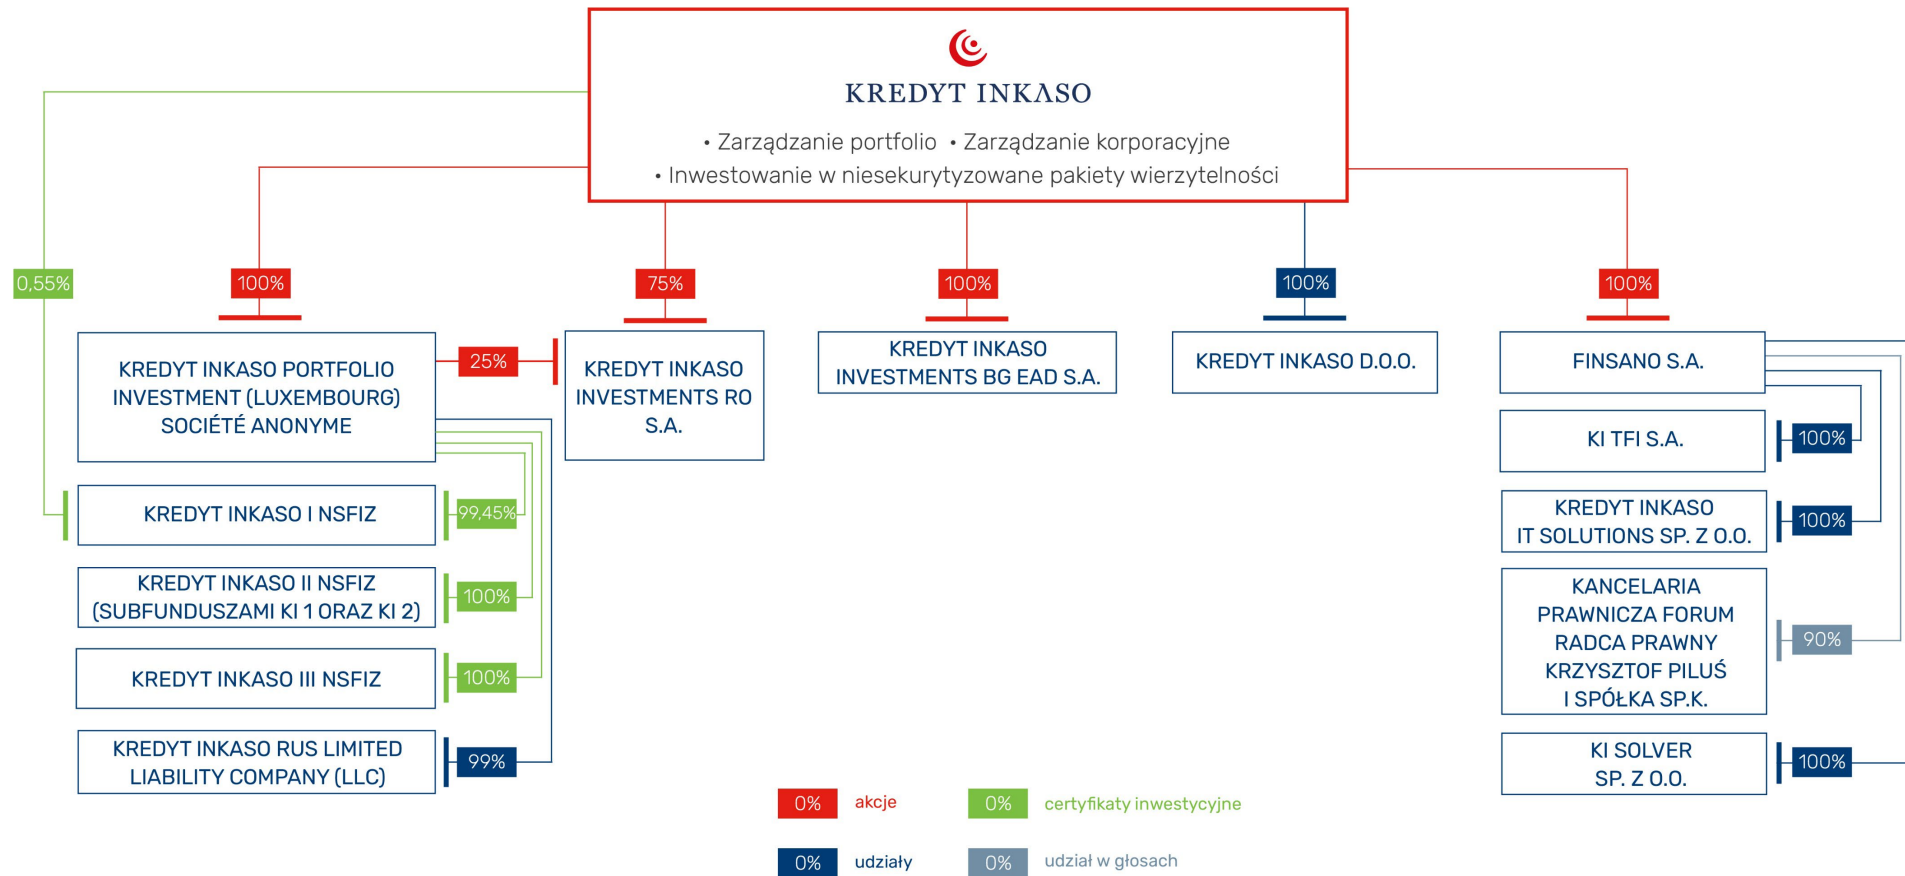 KREDYT INKASO
• Zarządzanie portfolio • Zarządzanie korporacyjne
• Inwestowanie w niesekurytyzowane pakiety wierzytelności
0,55%
100%
75%
100%
100%
100%
KREDYT INKASO PORTFOLIO
INVESTMENT (LUXEMBOURG)
SOCIÉTÉ ANONYME
25%
KREDYT INKASO
INVESTMENTS RO
S.A.
KREDYT INKASO
INVESTMENTS BG EAD S.A.
KREDYT INKASO D.O.O.
FINSANO S.A.
KREDYT INKASO I NSFIZ
99,45%
KREDYT INKASO II NSFIZ
(SUBFUNDUSZAMI KI 1 ORAZ KI 2)
100%
KREDYT INKASO III NSFIZ
100%
KREDYT INKASO RUS LIMITED
LIABILITY COMPANY (LLC)
99%
KI TFI S.A.
100%
KREDYT INKASO
IT SOLUTIONS SP. Z O.O.
100%
KANCELARIA
PRAWNICZA FORUM
RADCA PRAWNY
KRZYSZTOF PILUŚ
I SPÓŁKA SP.K.
90%
KI SOLVER
SP. Z O.O.
100%
0% akcje
0% certyfikaty inwestycyjne
0% udziały
0% udział w głosach